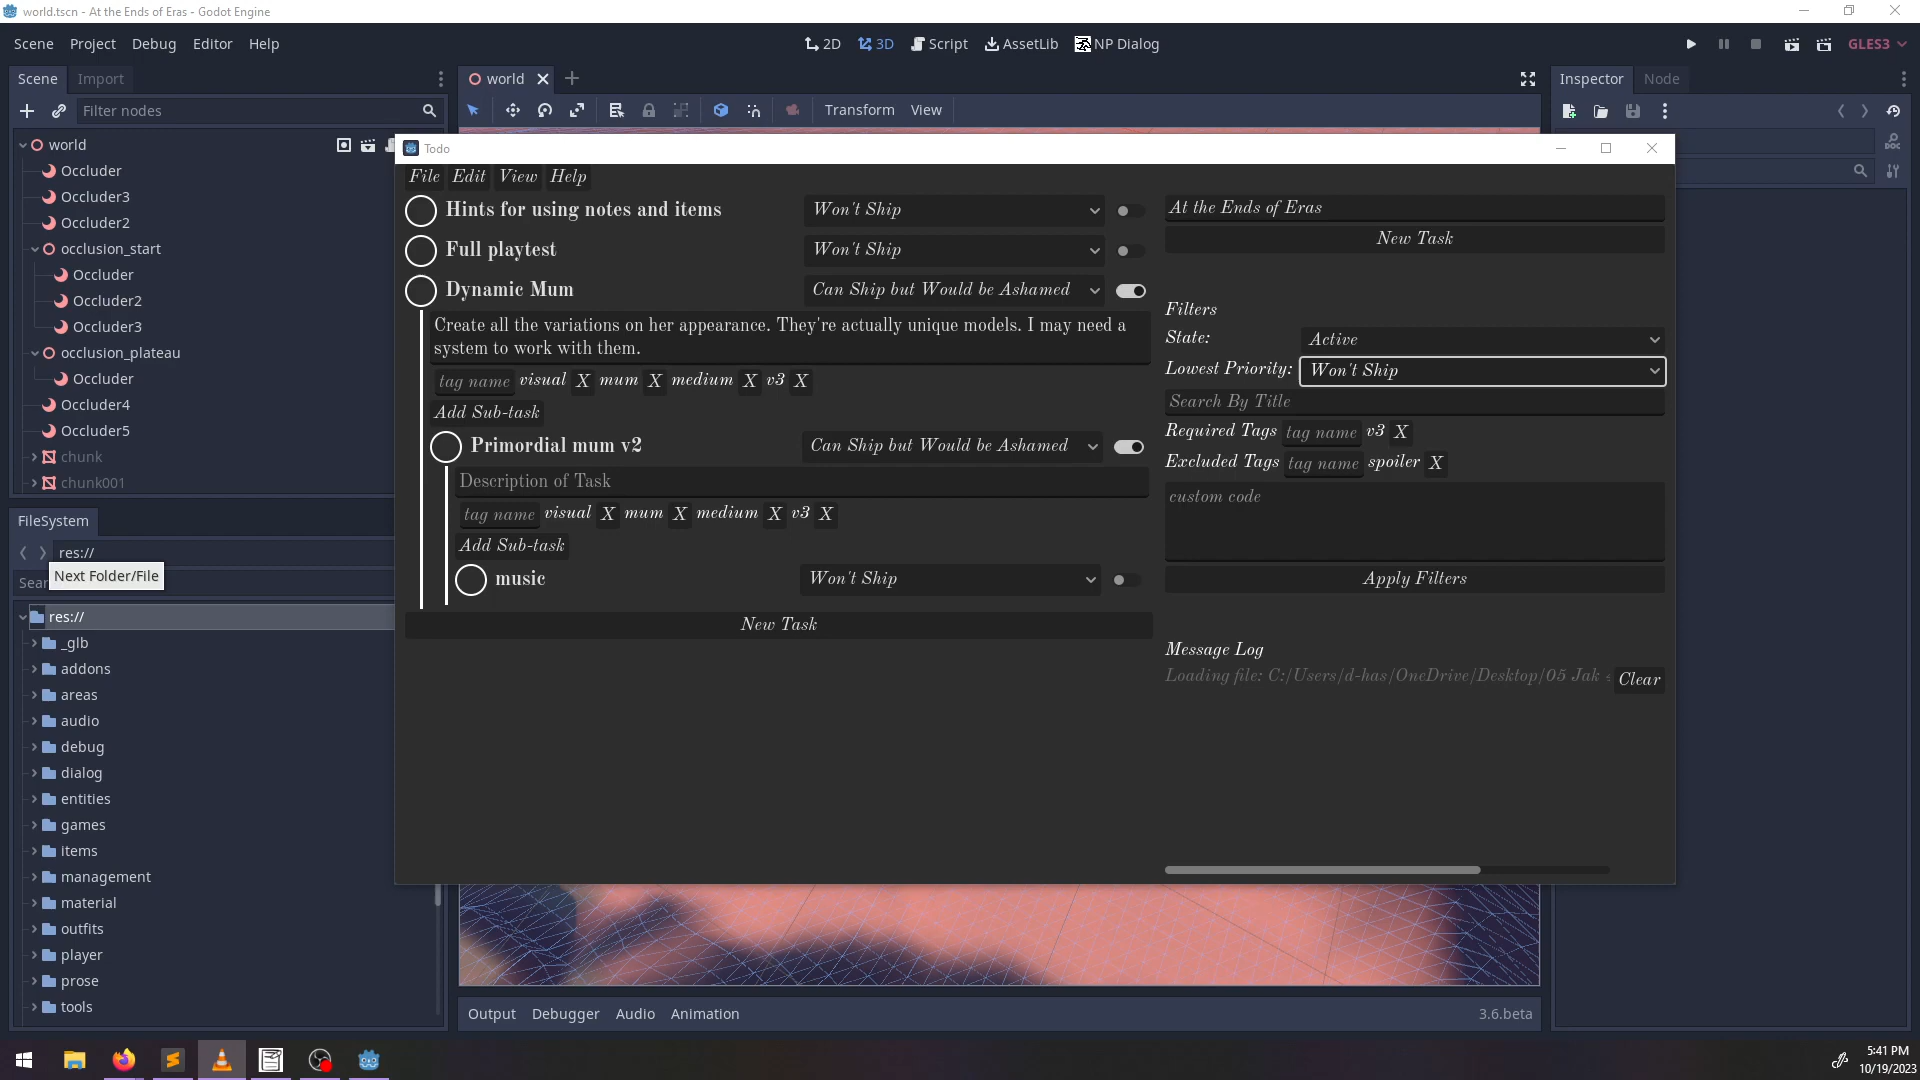 world.tscn - At the Ends of Eras - Godot Engine
Scene Project Debug Editor Help
2D 3D Script AssetLib NP Dialog
GLES3
Scene Import
world
Inspector Node
Filter nodes
Transform View
world
Occluder
Occluder3
Occluder2
occlusion_start
Occluder
Occluder2
Occluder3
occlusion_plateau
Occluder
Occluder4
Occluder5
chunk
chunk001
DOC
FileSystem
res://
Sear
Next Folder/File
res://
_glb
addons
areas
audio
debug
dialog
entities
games
items
management
material
outfits
player
prose
tools
Todo
File Edit View Help
Hints for using notes and items Won't Ship
Full playtest Won't Ship
Dynamic Mum Can Ship but Would be Ashamed
Create all the variations on her appearance. They're actually unique models. I may need a
system to work with them.
tag name visual X mum X medium X v3 X
Add Sub-task
Primordial mum v2 Can Ship but Would be Ashamed
Description of Task
tag name visual X mum X medium X v3 X
Add Sub-task
music Won't Ship
New Task
At the Ends of Eras
New Task
Filters
State: Active
Lowest Priority: Won't Ship
Search By Title
Required Tags tag name v3 X
Excluded Tags tag name spoiler X
custom code
Apply Filters
Message Log
Loading file: C:/Users/d-has/OneDrive/Desktop/05 Jak
Clear
Output Debugger Audio Animation
3.6.beta
5:41 PM
10/19/2023